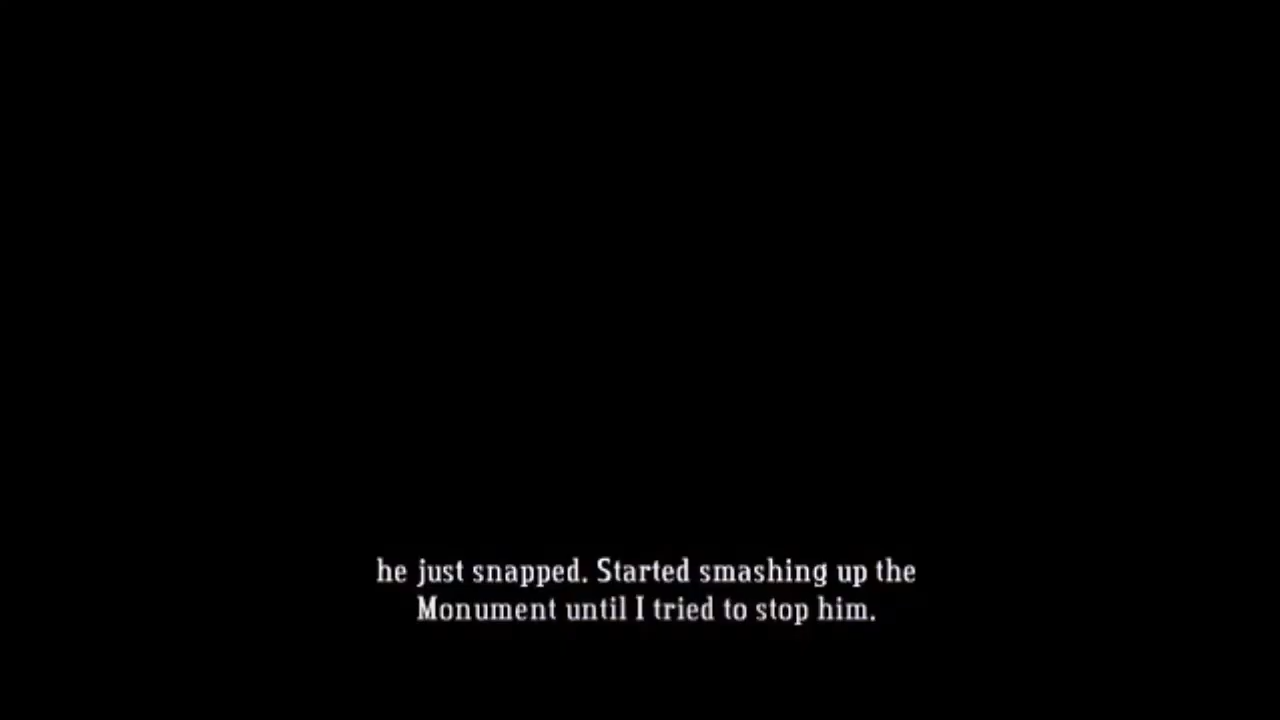 he just snapped. Started smashing up the
Monument until I tried to stop him.